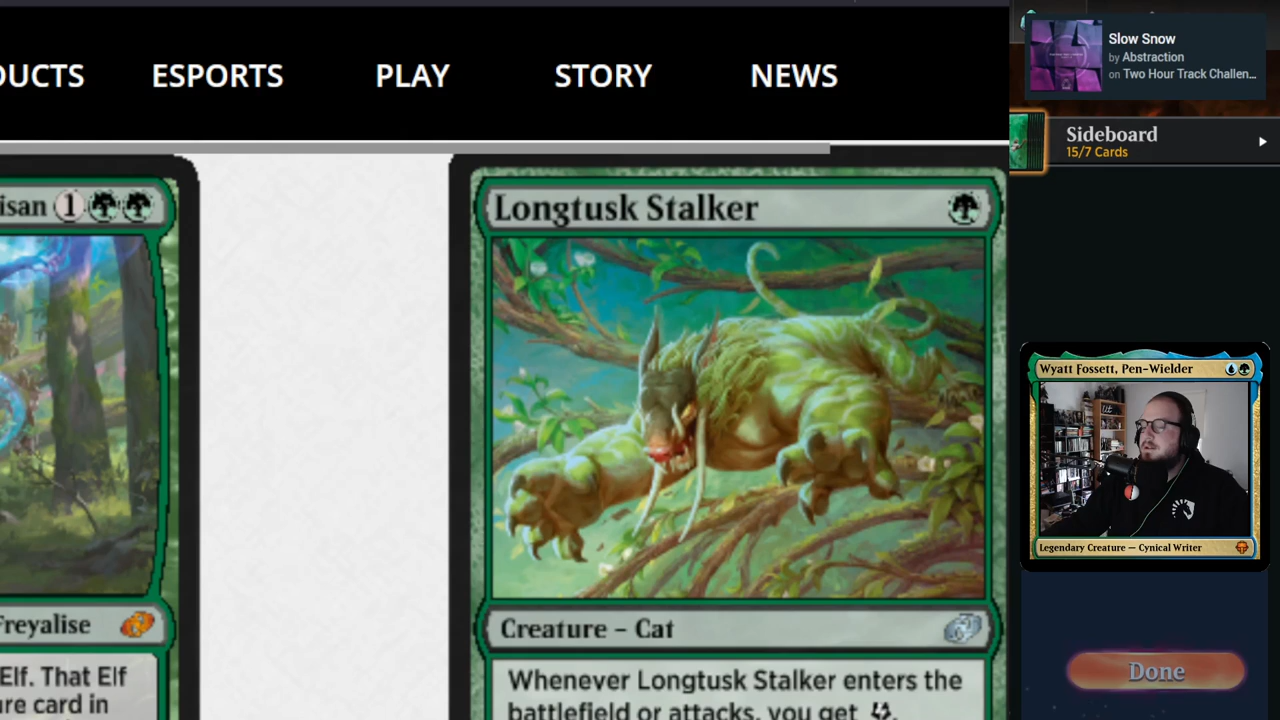 DUCTS ESPORTS PLAY STORY NEWS
Slow Snow
by Abstraction
on Two Hour Track Challen...
Sideboard
15/7 Cards
isan 1
Longtusk Stalker
Wyatt Fossett, Pen-Wielder
Legendary Creature — Cynical Writer
Freyalise
Creature – Cat
Elf. That Elf
re card in
Whenever Longtusk Stalker enters the
battlefield or attacks, you get
Done